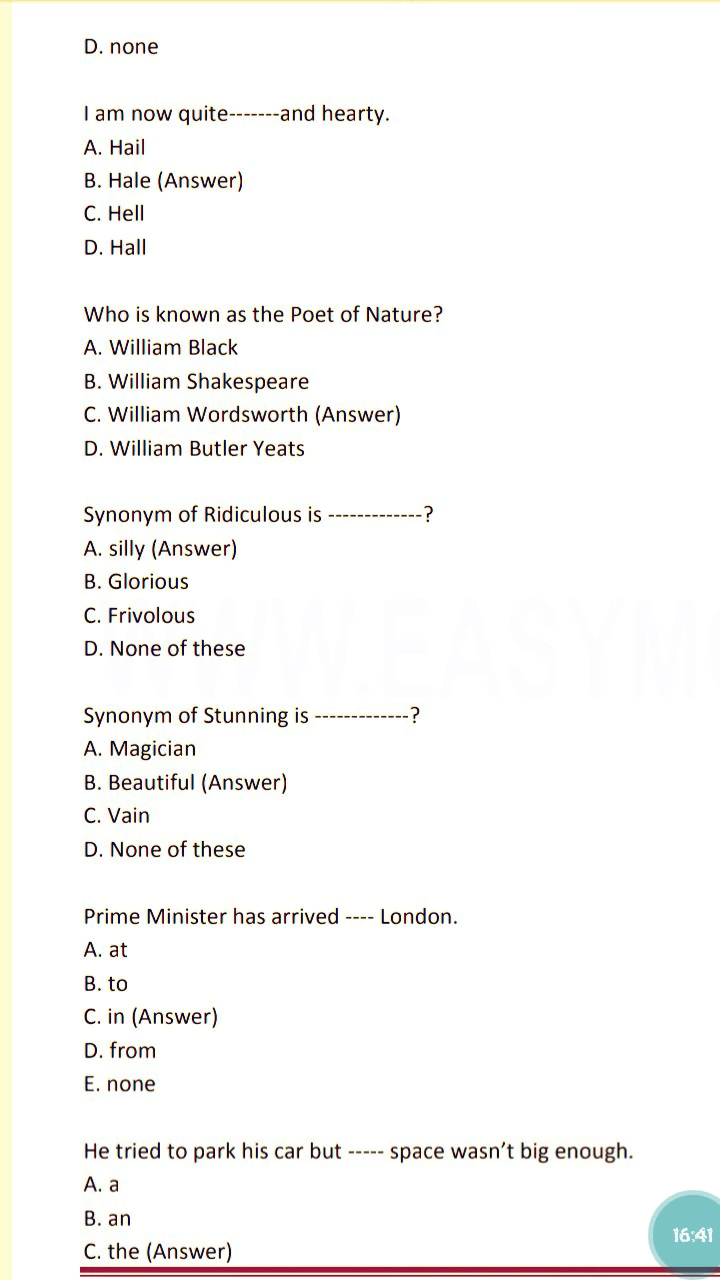 D. none
I am now quite-------and hearty.
A. Hail
B. Hale (Answer)
C. Hell
D. Hall
Who is known as the Poet of Nature?
A. William Black
B. William Shakespeare
C. William Wordsworth (Answer)
D. William Butler Yeats
Synonym of Ridiculous is -------------?
A. silly (Answer)
B. Glorious
C. Frivolous
D. None of these
WWW.EASYM
Synonym of Stunning is -------------?
A. Magician
B. Beautiful (Answer)
C. Vain
D. None of these
Prime Minister has arrived ---- London.
A. at
B. to
C. in (Answer)
D. from
E. none
He tried to park his car but ----- space wasn’t big enough.
A. a
B. an
C. the (Answer)
16:41